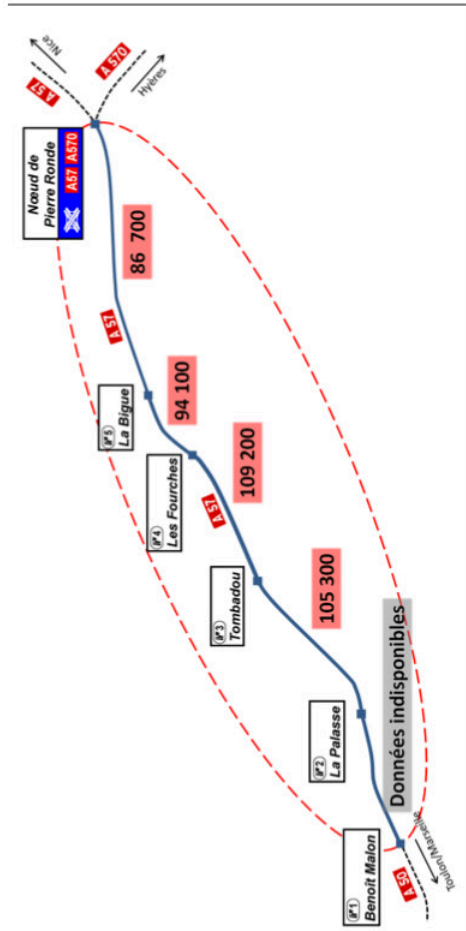 Nice
A 57
A 570
Hyères
Nœud de
Pierre Ronde
A57 A570
86 700
A 57
n°5
La Bigue
94 100
n°4
Les Fourches
109 200
A 57
n°3
Tombadou
105 300
n°2
La Palasse
Données indisponibles
n°1
Benoît Malon
A 50
Toulon/Marseille